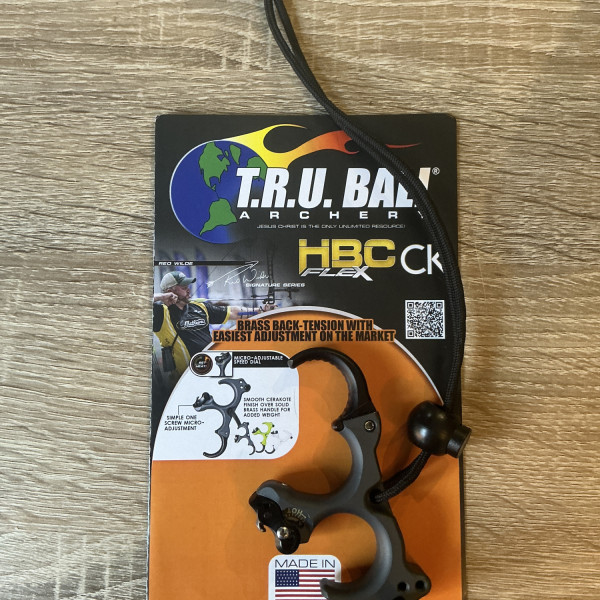 T.R.U. BALL®
ARCHERY
JESUS CHRIST IS THE ONLY UNLIMITED RESOURCE!
HBC
FLEX
CK
REO WILDE
SIGNATURE SERIES
BRASS BACK-TENSION WITH
EASIEST ADJUSTMENT ON THE MARKET
MICRO-ADJUSTABLE
SPEED DIAL
SMOOTH CERAKOTE
FINISH OVER SOLID
BRASS HANDLE FOR
ADDED WEIGHT
SIMPLE ONE
SCREW MICRO-
ADJUSTMENT
MADE IN